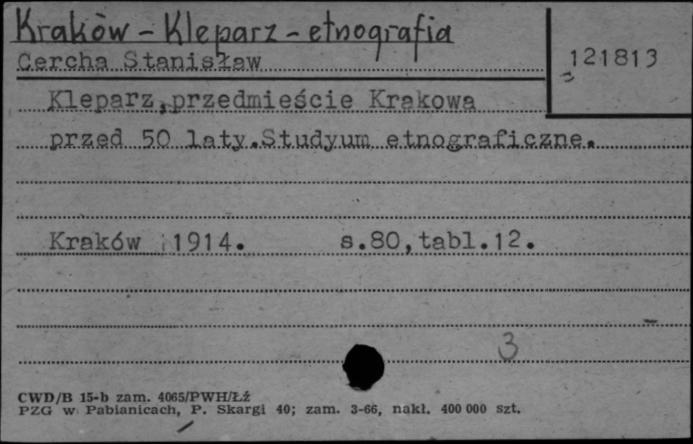 Kraków - Kleparz - etnografia
Cercha Stanisław
121813
Kleparz, przedmieście Krakowa
przed 50 laty. Studyum etnograficzne.
Kraków 1914. s.80, tabl.12.
3
CWD/B 15-b zam. 4065/PWH/Łź
PZG w Pabianicach, P. Skargi 40; zam. 3-66, nakł. 400 000 szt.